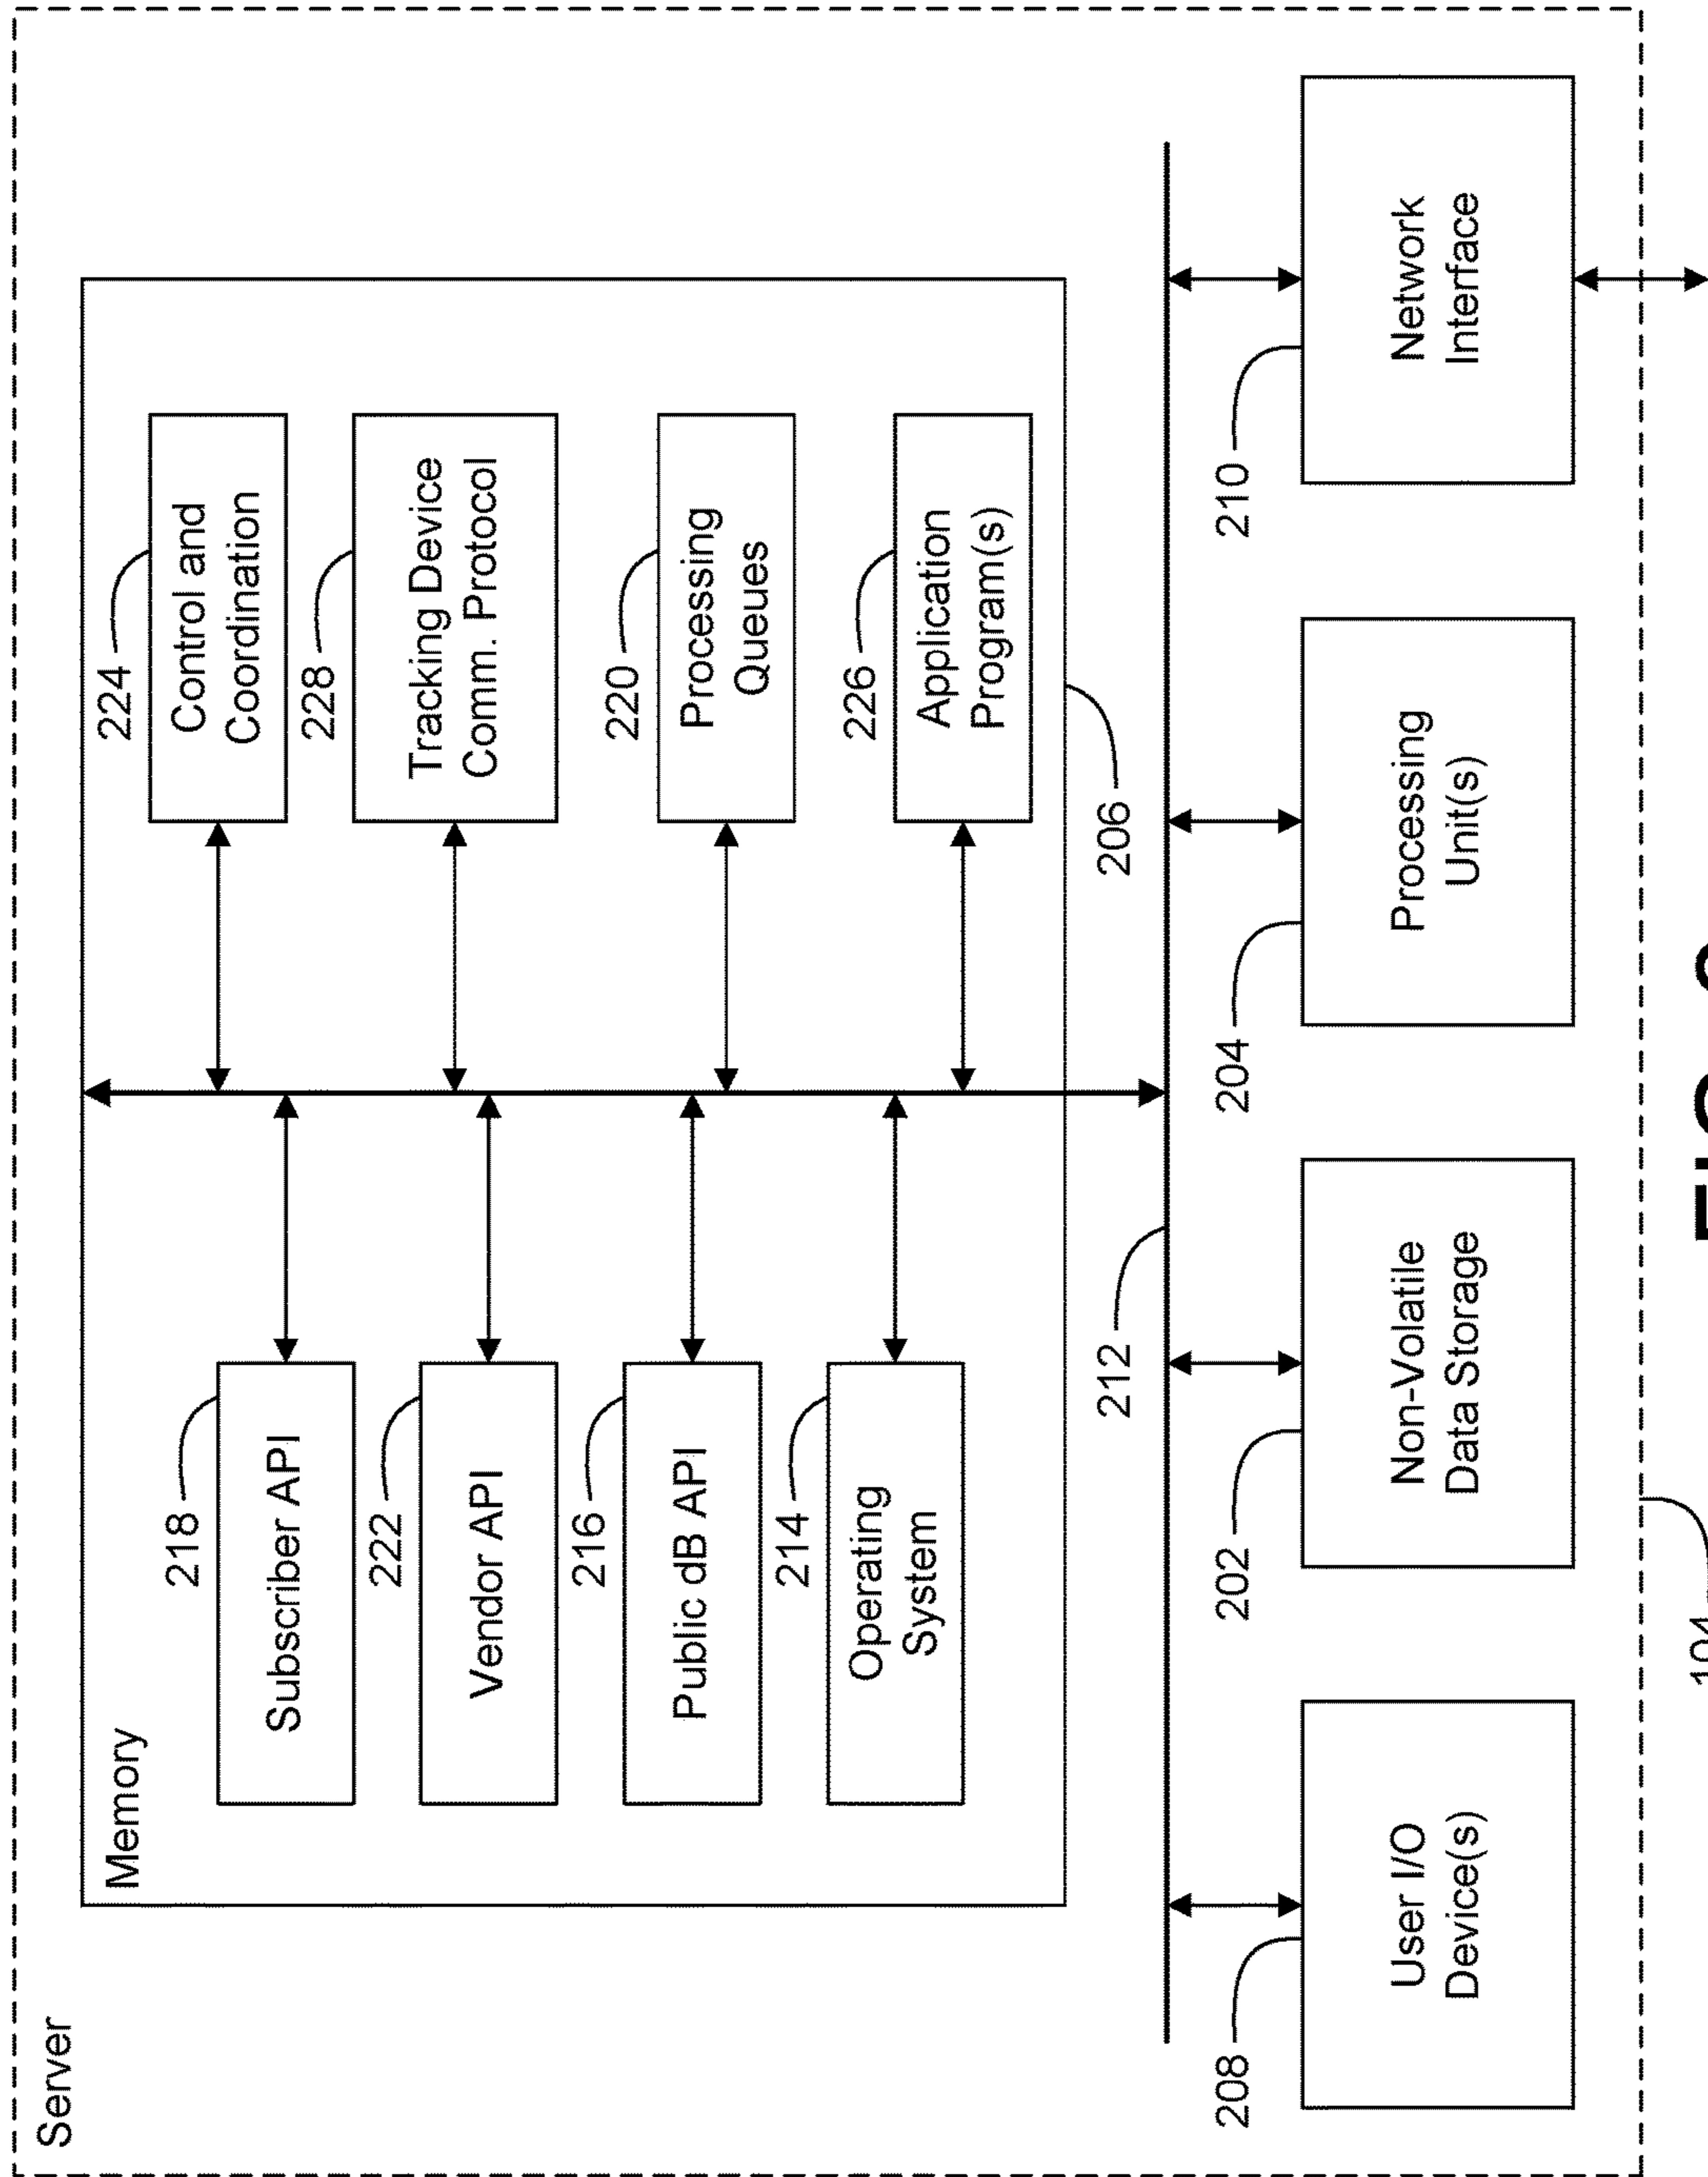 Server
Memory
218
Subscriber API
222
Vendor API
216
Public dB API
214
Operating
System
224
Control and
Coordination
228
Tracking Device
Comm. Protocol
220
Processing
Queues
226
Application
Program(s)
206
212
208
User I/O
Device(s)
202
Non-Volatile
Data Storage
204
Processing
Unit(s)
210
Network
Interface
104